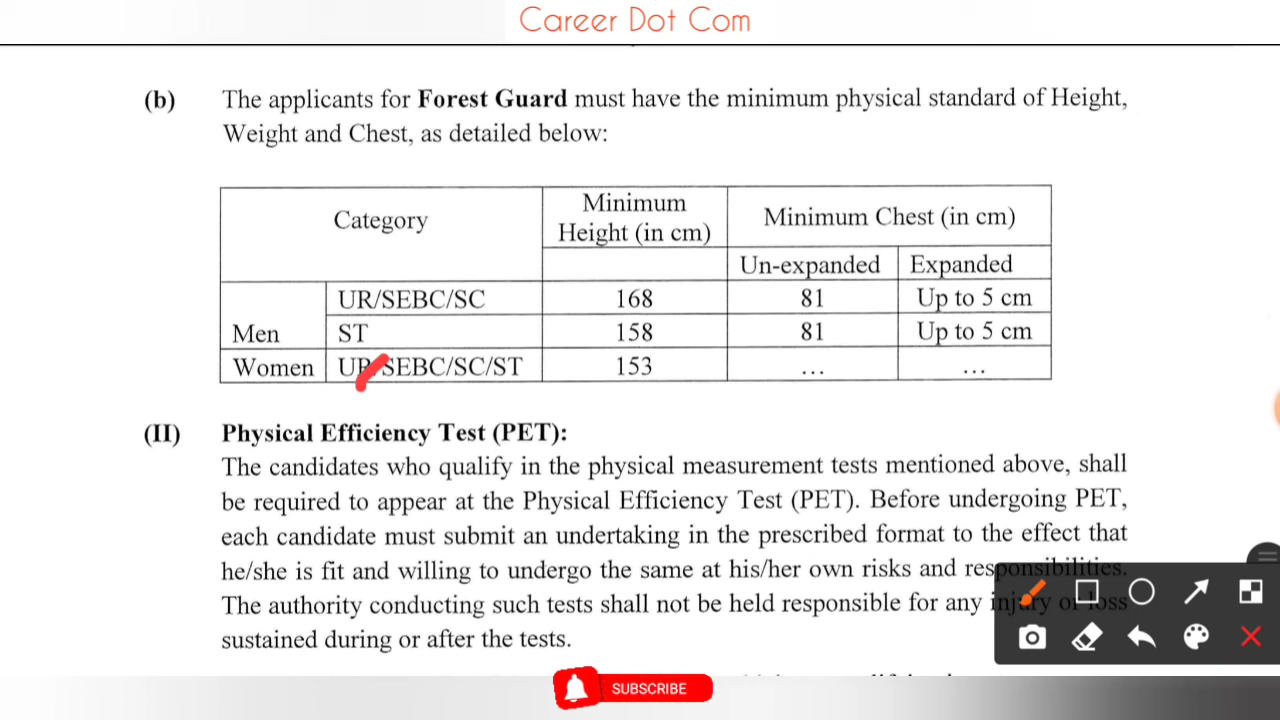 Career Dot Com
(b) The applicants for Forest Guard must have the minimum physical standard of Height,
Weight and Chest, as detailed below:
Category Minimum Height (in cm) Minimum Chest (in cm)
Un-expanded Expanded
Men UR/SEBC/SC 168 81 Up to 5 cm
ST 158 81 Up to 5 cm
Women UR/SEBC/SC/ST 153 ... ...
(II) Physical Efficiency Test (PET):
The candidates who qualify in the physical measurement tests mentioned above, shall
be required to appear at the Physical Efficiency Test (PET). Before undergoing PET,
each candidate must submit an undertaking in the prescribed format to the effect that
he/she is fit and willing to undergo the same at his/her own risks and responsibilities.
The authority conducting such tests shall not be held responsible for any injury or loss
sustained during or after the tests.
SUBSCRIBE